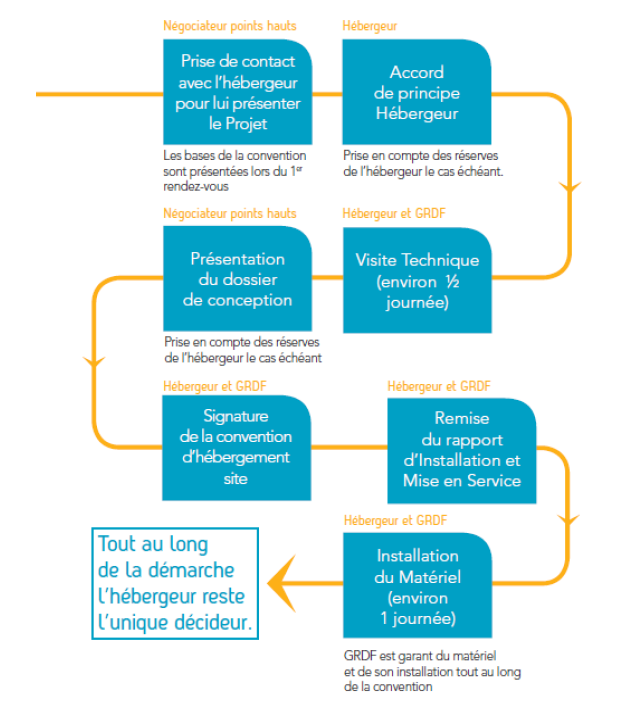 Négociateur points hauts
Prise de contact
avec l'hébergeur
pour lui présenter
le Projet
Les bases de la convention
sont présentées lors du 1er
rendez-vous
Hébergeur
Accord
de principe
Hébergeur
Prise en compte des réserves
de l'hébergeur le cas échéant.
Hébergeur et GRDF
Visite Technique
(environ ½
journée)
Négociateur points hauts
Présentation
du dossier
de conception
Prise en compte des réserves
de l'hébergeur le cas échéant
Hébergeur et GRDF
Signature
de la convention
d'hébergement
site
Hébergeur et GRDF
Remise
du rapport
d'Installation et
Mise en Service
Hébergeur et GRDF
Installation
du Matériel
(environ
1 journée)
GRDF est garant du matériel
et de son installation tout au long
de la convention
Tout au long
de la démarche
l'hébergeur reste
l'unique décideur.